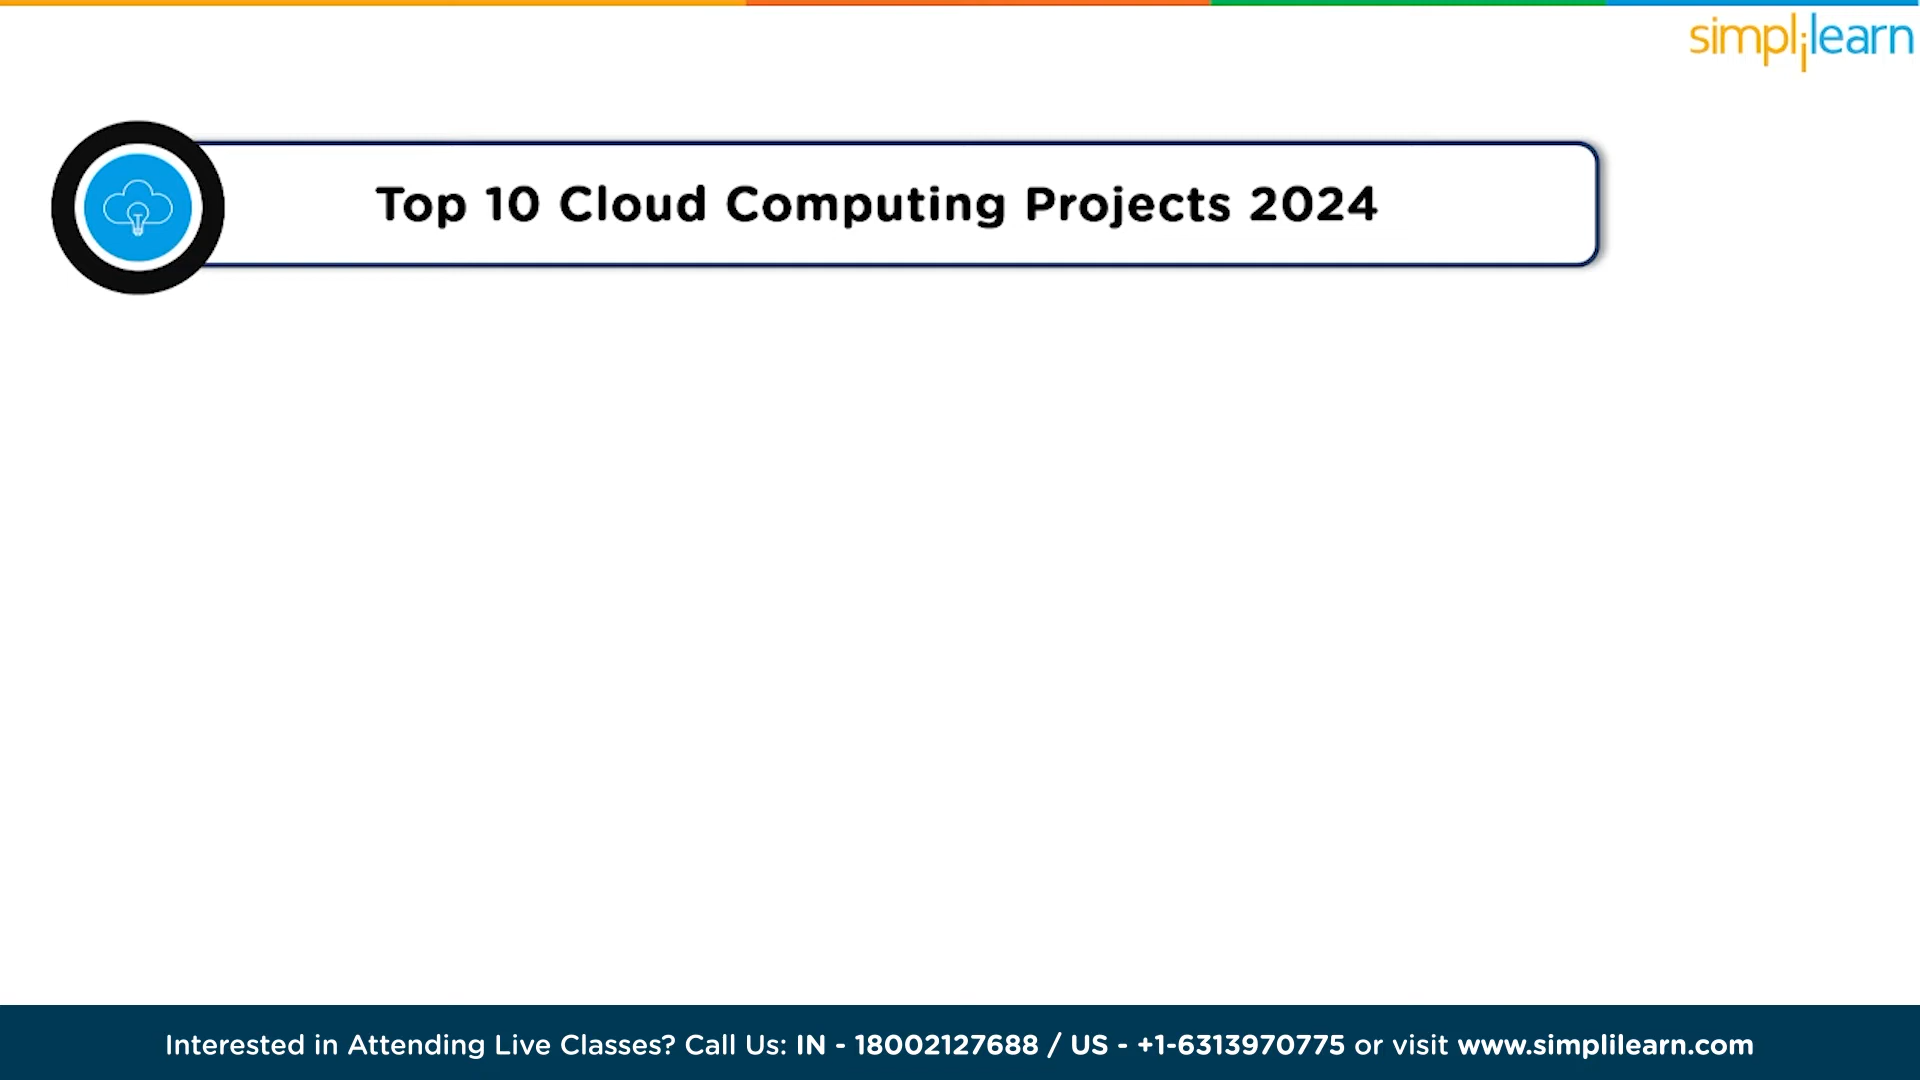 simplilearn
Top 10 Cloud Computing Projects 2024
Interested in Attending Live Classes? Call Us: IN - 18002127688 / US - +1-6313970775 or visit www.simplilearn.com